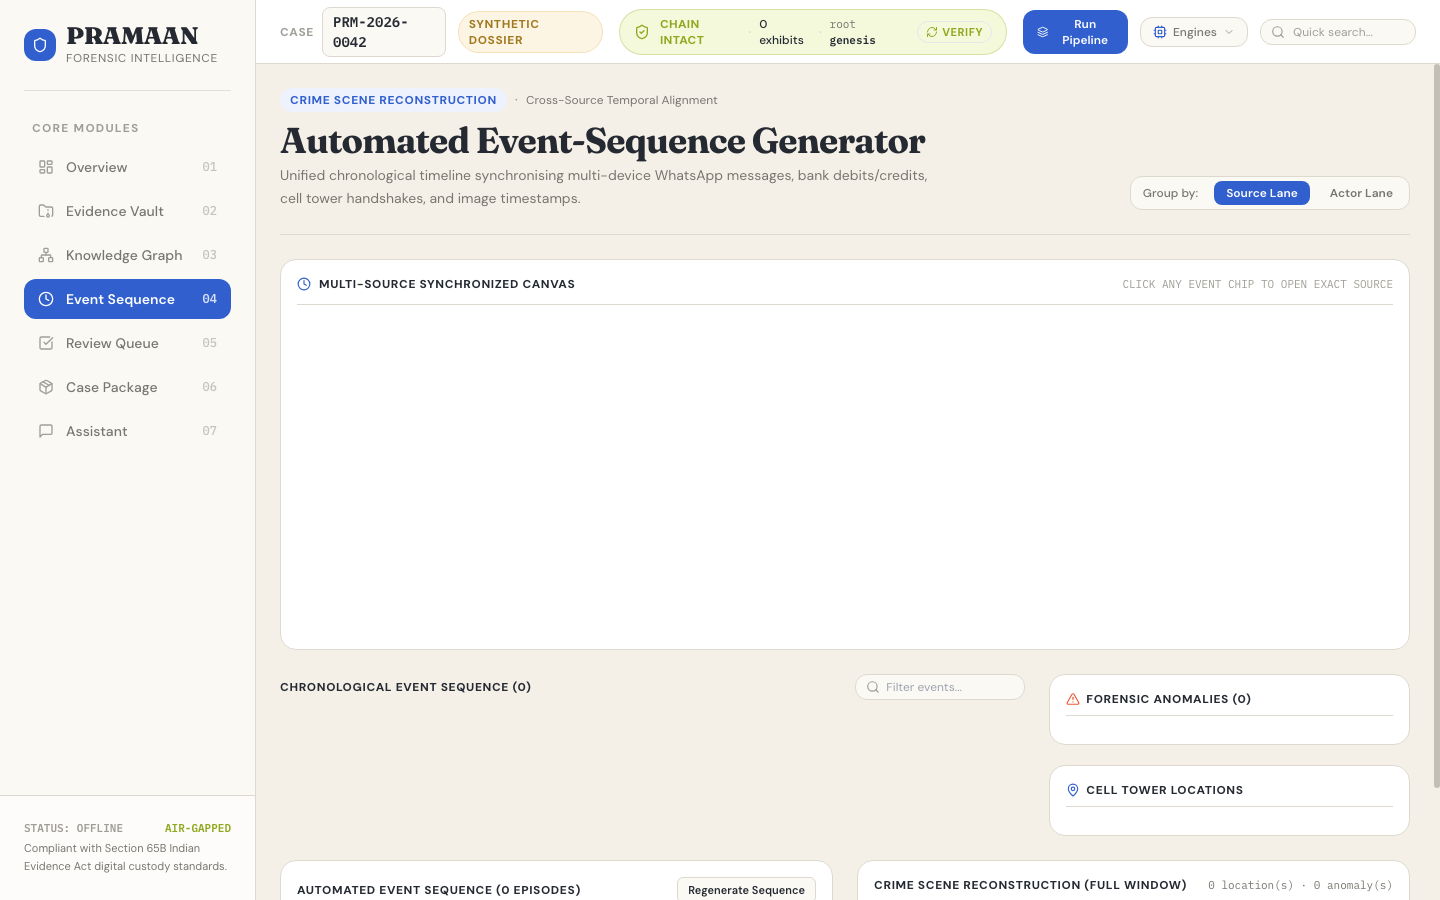 PRAMAAN
FORENSIC INTELLIGENCE
CORE MODULES
Overview 01
Evidence Vault 02
Knowledge Graph 03
Event Sequence 04
Review Queue 05
Case Package 06
Assistant 07
STATUS: OFFLINE AIR-GAPPED
Compliant with Section 65B Indian
Evidence Act digital custody standards.
CASE
PRM-2026-
0042
SYNTHETIC
DOSSIER
CHAIN
INTACT
·
0
exhibits
·
root
genesis
VERIFY
Run
Pipeline
Engines
Quick search...
CRIME SCENE RECONSTRUCTION · Cross-Source Temporal Alignment
Automated Event-Sequence Generator
Unified chronological timeline synchronising multi-device WhatsApp messages, bank debits/credits,
cell tower handshakes, and image timestamps.
Group by: Source Lane Actor Lane
MULTI-SOURCE SYNCHRONIZED CANVAS
CLICK ANY EVENT CHIP TO OPEN EXACT SOURCE
CHRONOLOGICAL EVENT SEQUENCE (0)
Filter events...
FORENSIC ANOMALIES (0)
CELL TOWER LOCATIONS
AUTOMATED EVENT SEQUENCE (0 EPISODES)
Regenerate Sequence
CRIME SCENE RECONSTRUCTION (FULL WINDOW)
0 location(s) · 0 anomaly(s)